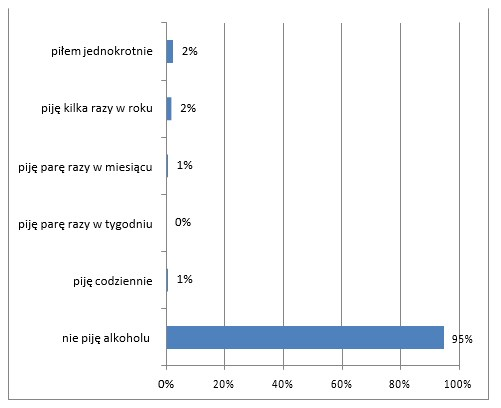 piłem jednokrotnie 2%
piję kilka razy w roku 2%
piję parę razy w miesiącu 1%
piję parę razy w tygodniu 0%
piję codziennie 1%
nie piję alkoholu 95%
0% 20% 40% 60% 80% 100%